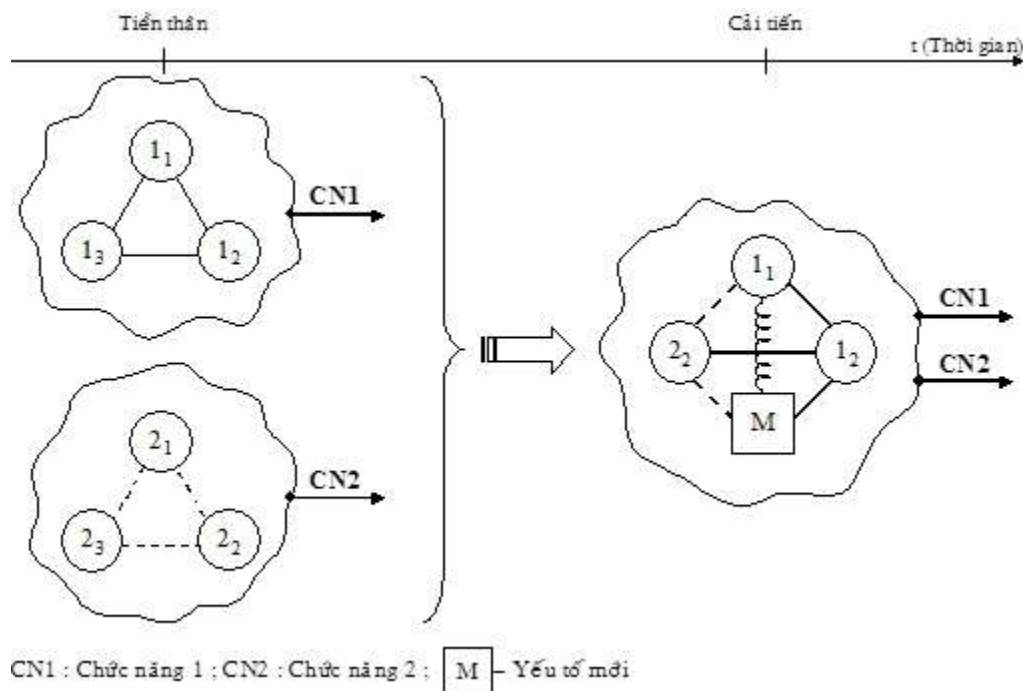 Tiền thân
Cải tiến
t (Thời gian)
1₁
CN1
1₃
1₂
1₁
CN1
2₂
1₂
CN2
M
2₁
CN2
2₃
2₂
CN1 : Chức năng 1 ; CN2 : Chức năng 2 ; M – Yếu tố mới